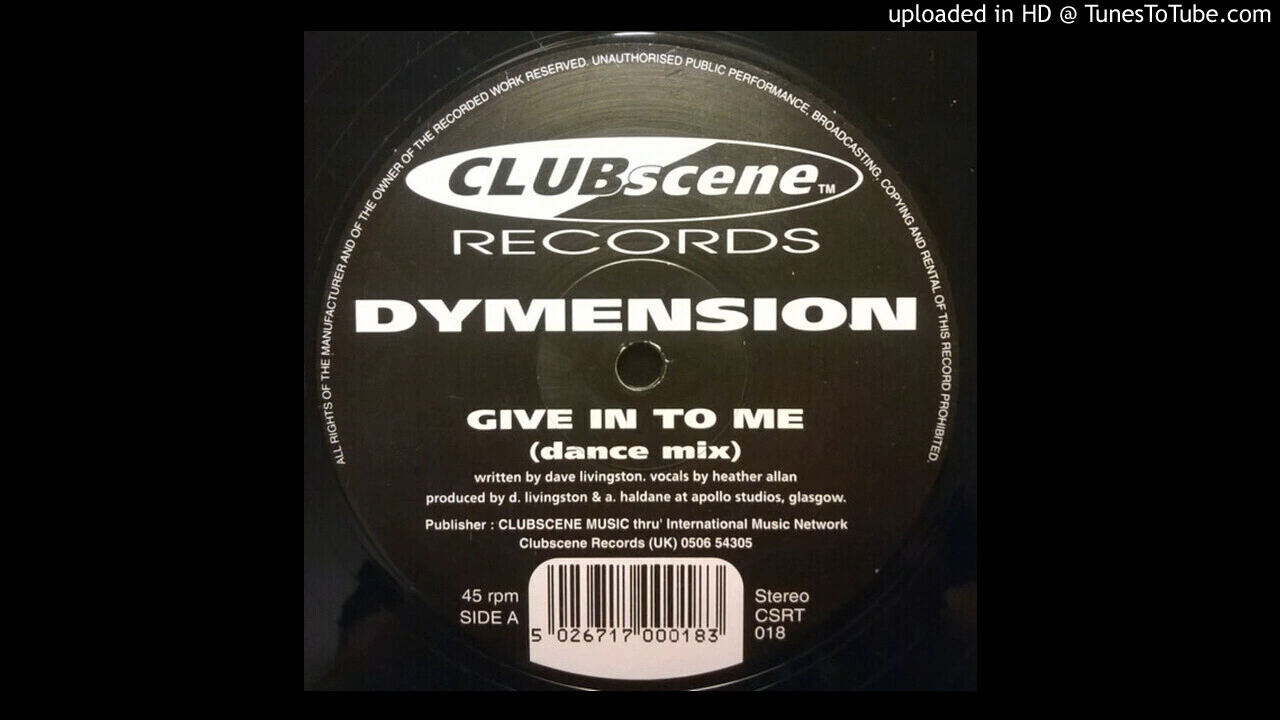 uploaded in HD @ TunesToTube.com
ALL RIGHTS OF THE MANUFACTURER AND OF THE OWNER OF THE RECORDED WORK RESERVED. UNAUTHORISED PUBLIC PERFORMANCE, BROADCASTING, COPYING AND RENTAL OF THIS RECORD PROHIBITED.
CLUBscene TM
RECORDS
DYMENSION
GIVE IN TO ME
(dance mix)
written by dave livingston. vocals by heather allan
produced by d. livingston & a. haldane at apollo studios, glasgow.
Publisher : CLUBSCENE MUSIC thru' International Music Network
Clubscene Records (UK) 0506 54305
45 rpm
SIDE A
5 026717 000183
Stereo
CSRT
018